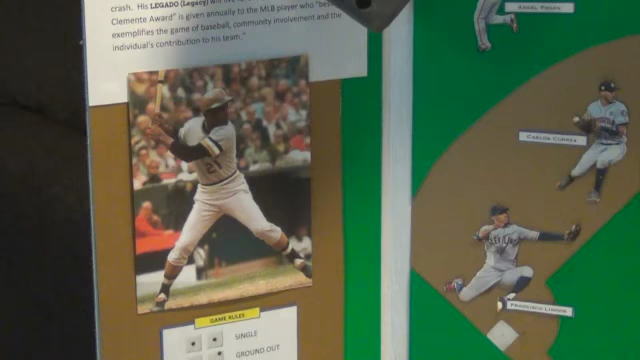 crash. His LEGADO (Legacy) will
Clemente Award" is given annually to the MLB player who "best
exemplifies the game of baseball, community involvement and the
individual's contribution to his team."
21
GAME RULES
SINGLE
GROUND OUT
ANGEL PAGAN
CARLOS CORREA
FRANCISCO LINDOR